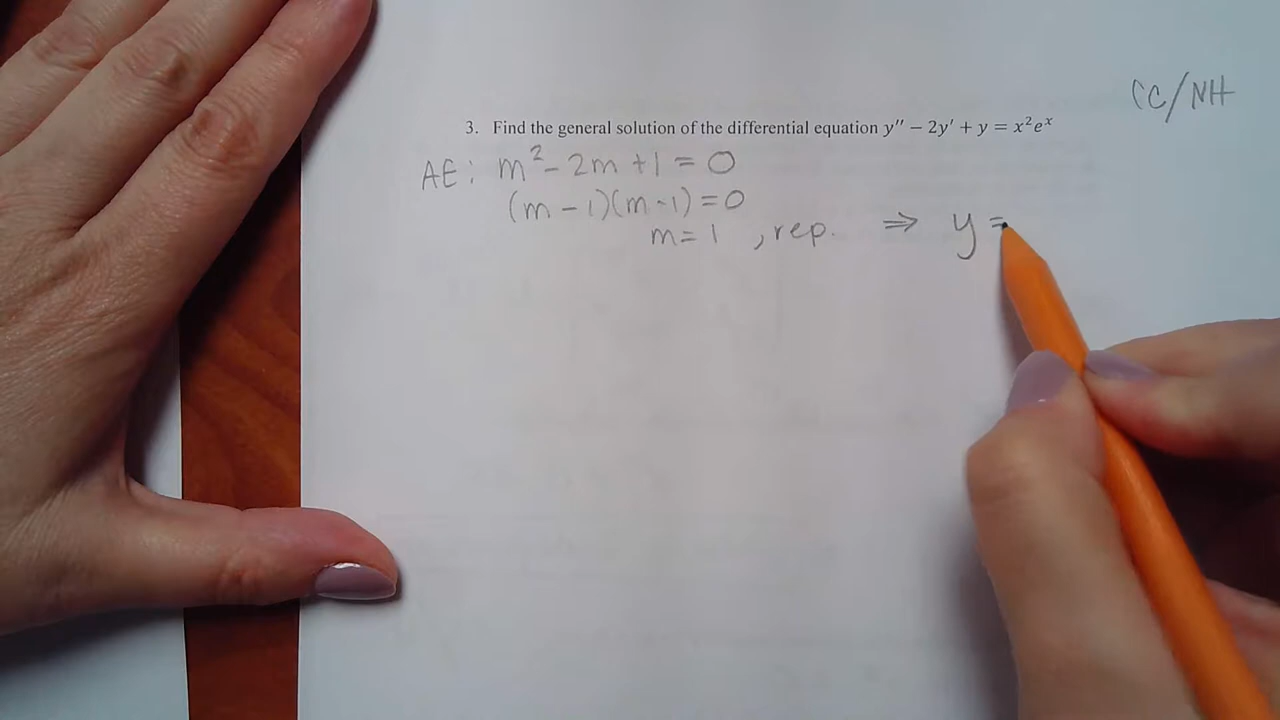 CC/NH
3. Find the general solution of the differential equation y″ − 2y′ + y = x²eˣ
AE: m² - 2m + 1 = 0
(m - 1)(m - 1) = 0
m = 1 , rep. ⇒ y =